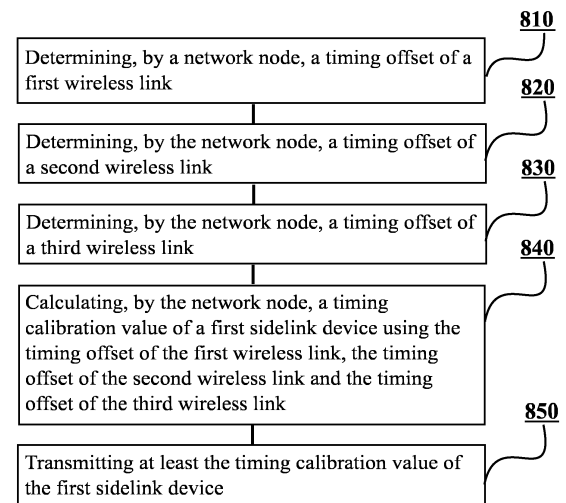 810
Determining, by a network node, a timing offset of a
first wireless link
820
Determining, by the network node, a timing offset of
a second wireless link
830
Determining, by the network node, a timing offset of
a third wireless link
840
Calculating, by the network node, a timing
calibration value of a first sidelink device using the
timing offset of the first wireless link, the timing
offset of the second wireless link and the timing
offset of the third wireless link
850
Transmitting at least the timing calibration value of
the first sidelink device